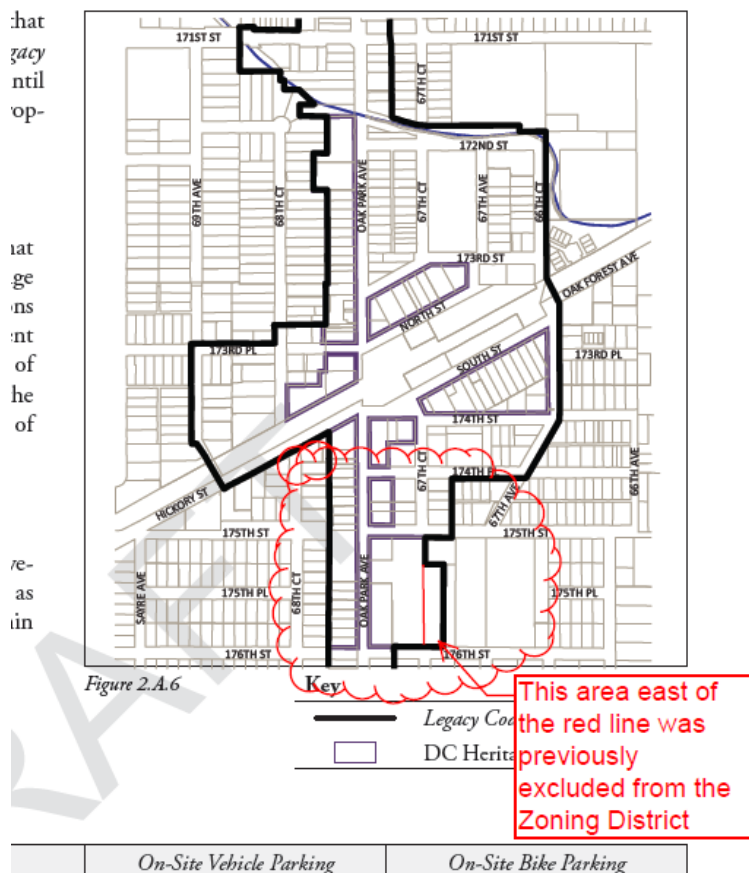 that
gacy
until
rop-
171ST ST
171ST ST
67TH CT
172ND ST
69TH AVE
68TH CT
OAK PARK AVE
67TH CT
67TH AVE
66TH CT
173RD ST
OAK FOREST AVE
NORTH ST
hat
ge
ons
ent
of
he
of
173RD PL
SOUTH ST
173RD PL
174TH ST
174TH PL
67TH CT
66TH AVE
HICKORY ST
67TH AVE
175TH ST
175TH ST
ve-
as
in
SAYRE AVE
175TH PL
68TH CT
OAK PARK AVE
175TH PL
176TH ST
176TH ST
Figure 2.A.6
Key
Legacy Cod
DC Herita
This area east of
the red line was
previously
excluded from the
Zoning District
RAFT
On-Site Vehicle Parking
On-Site Bike Parking